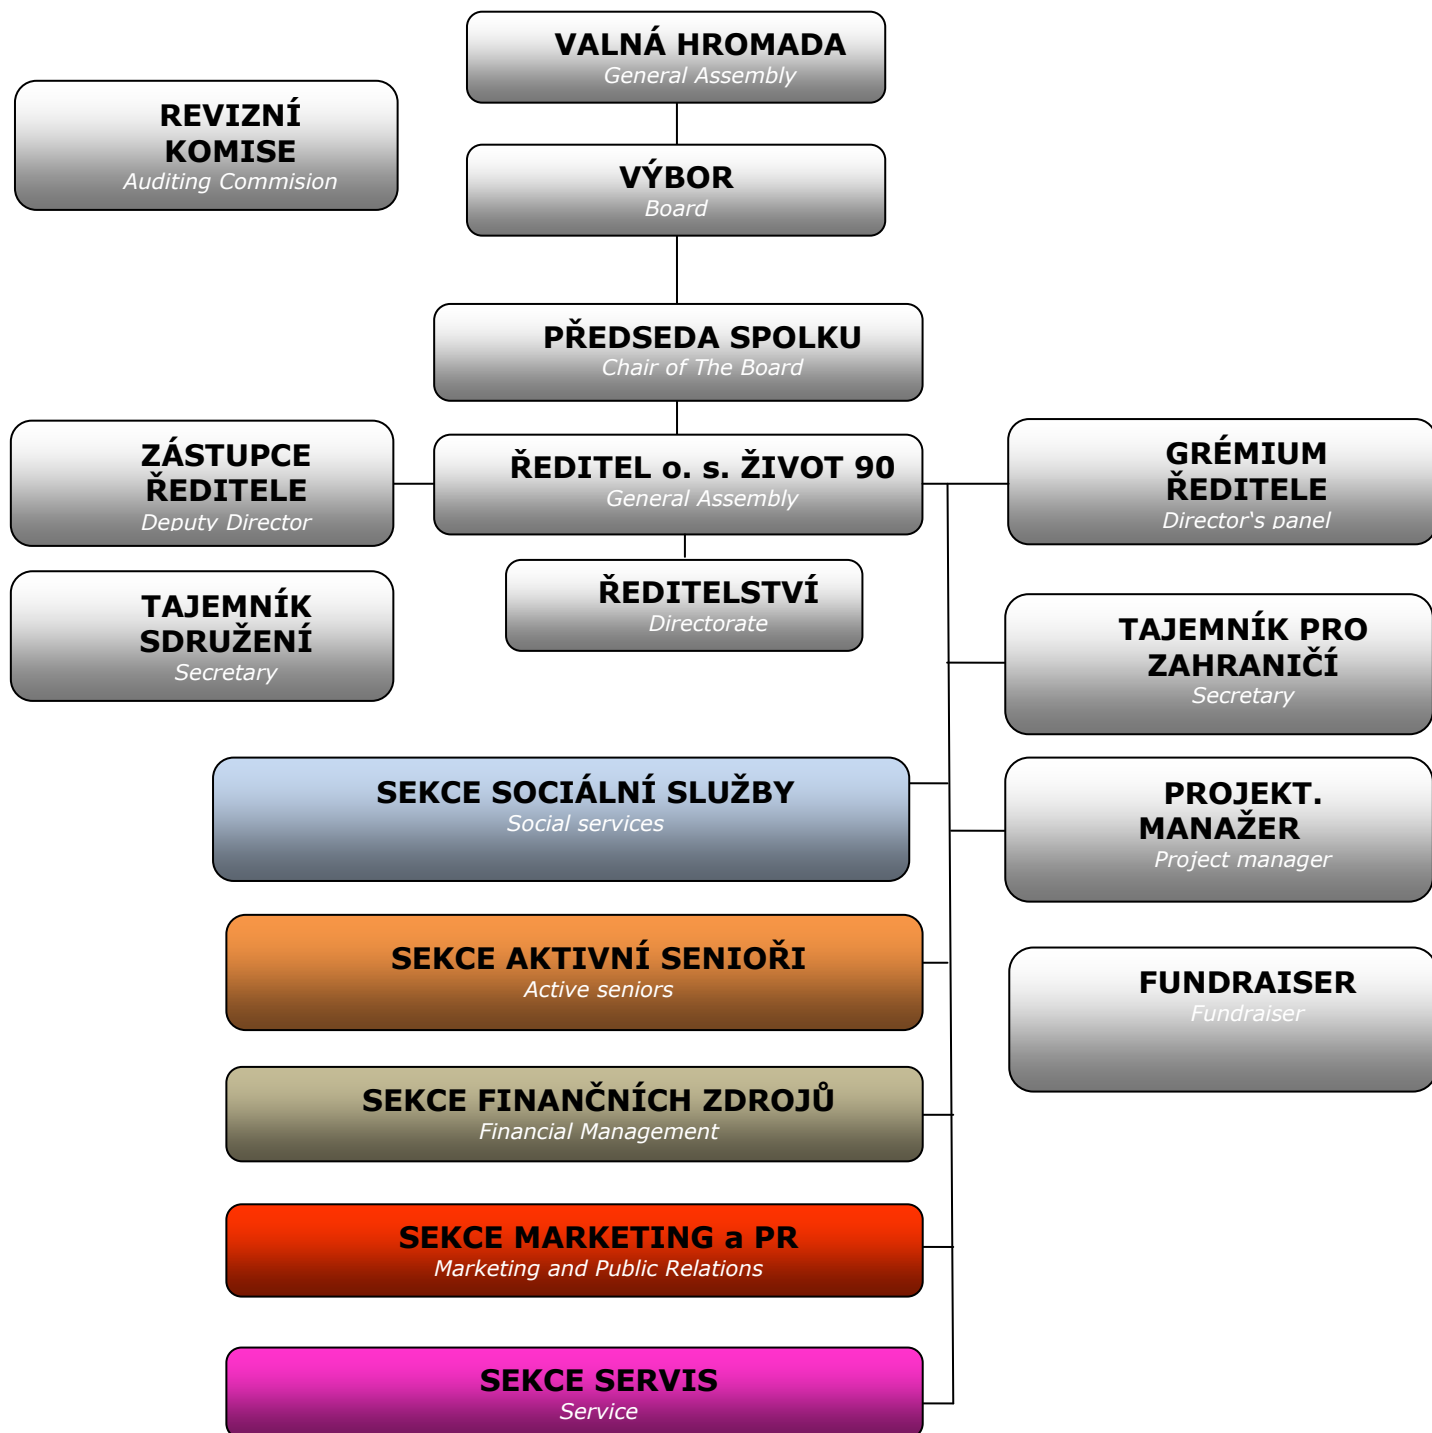 VALNÁ HROMADA
General Assembly
REVIZNÍ
KOMISE
Auditing Commision
VÝBOR
Board
PŘEDSEDA SPOLKU
Chair of The Board
ZÁSTUPCE
ŘEDITELE
Deputy Director
ŘEDITEL o. s. ŽIVOT 90
General Assembly
GRÉMIUM
ŘEDITELE
Director‘s panel
TAJEMNÍK
SDRUŽENÍ
Secretary
ŘEDITELSTVÍ
Directorate
TAJEMNÍK PRO
ZAHRANIČÍ
Secretary
SEKCE SOCIÁLNÍ SLUŽBY
Social services
PROJEKT.
MANAŽER
Project manager
SEKCE AKTIVNÍ SENIOŘI
Active seniors
FUNDRAISER
Fundraiser
SEKCE FINANČNÍCH ZDROJŮ
Financial Management
SEKCE MARKETING a PR
Marketing and Public Relations
SEKCE SERVIS
Service